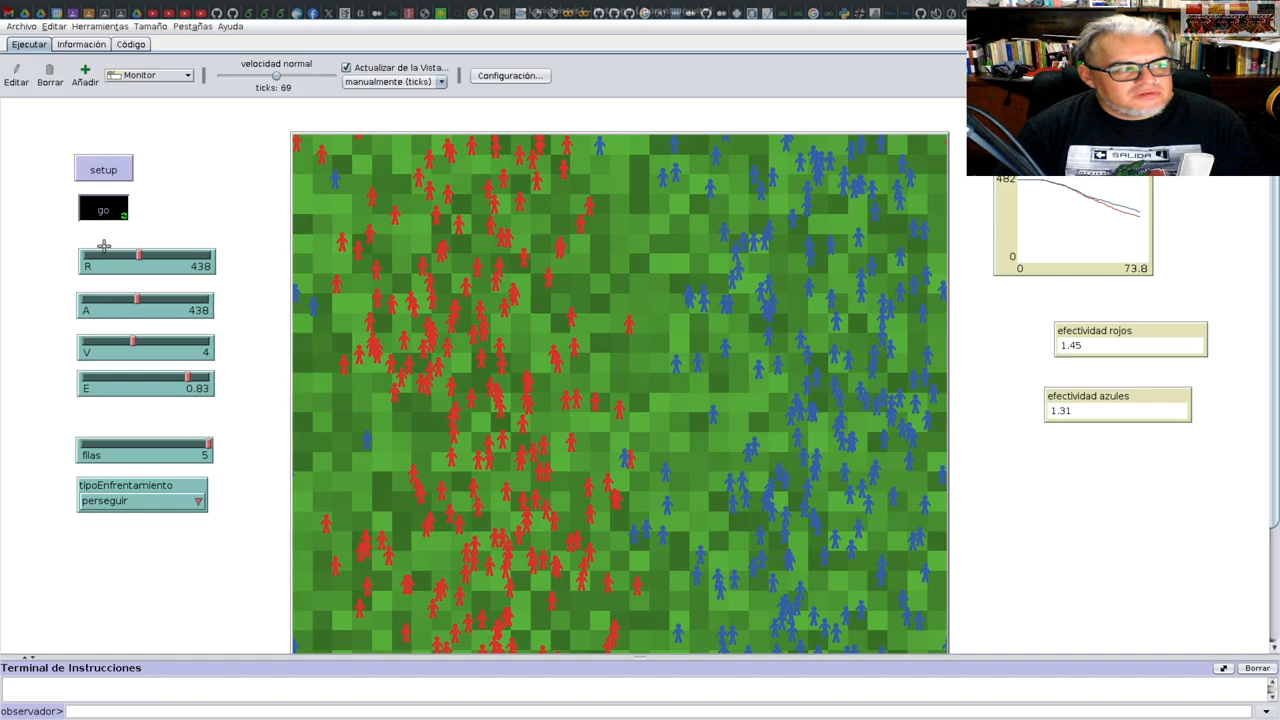 Archivo Editar Herramientas Tamaño Pestañas Ayuda
Ejecutar Información Código
Editar Borrar Añadir
Monitor
velocidad normal
ticks: 69
Actualizar de la Vista...
manualmente (ticks)
Configuración...
setup
go
R 438
A 438
V 4
E 0.83
filas 5
tipoEnfrentamiento
perseguir
SALIDA
482
0
0 73.8
efectividad rojos
1.45
efectividad azules
1.31
Terminal de Instrucciones
Borrar
observador>